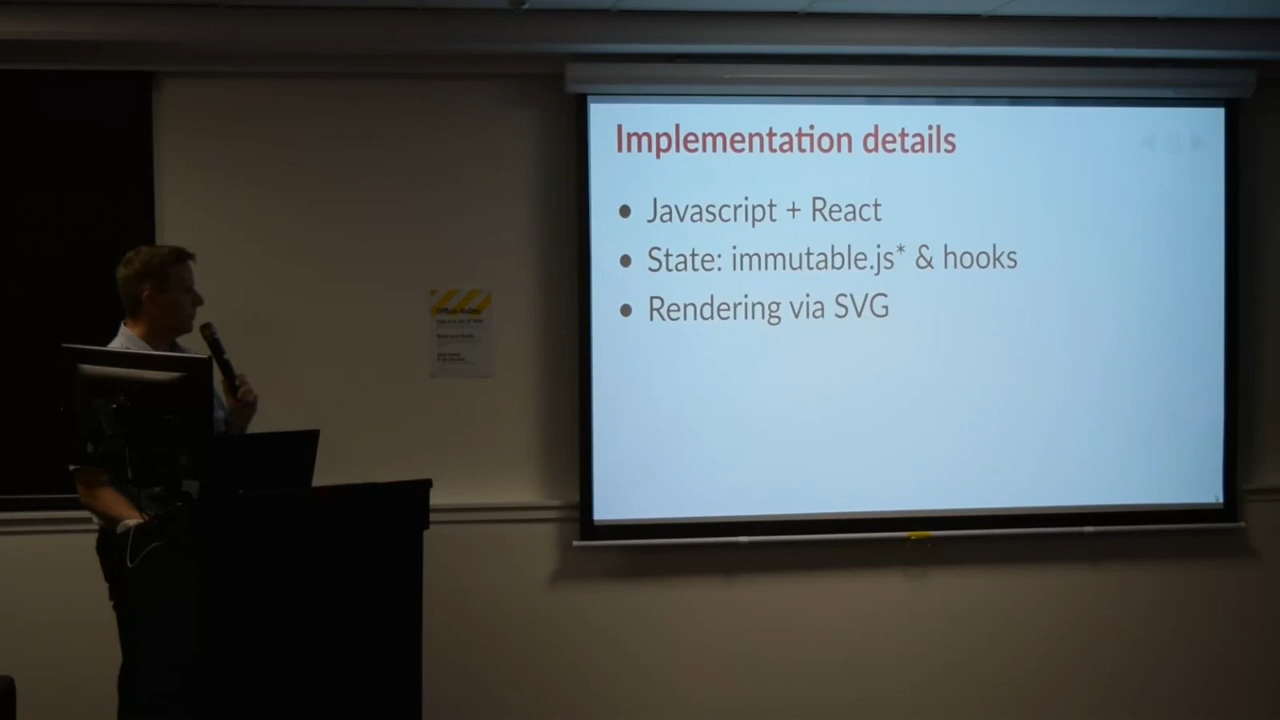 Implementation details
• Javascript + React
• State: immutable.js* & hooks
• Rendering via SVG